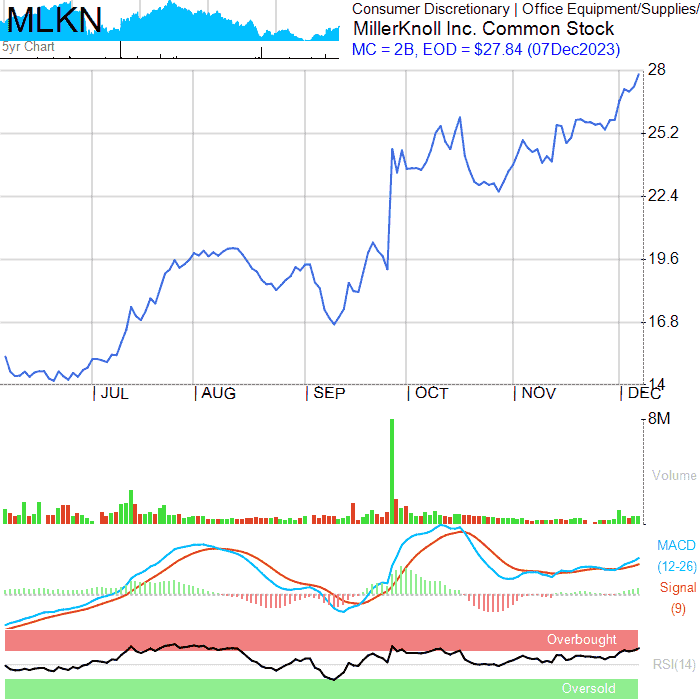 MLKN
5yr Chart
Consumer Discretionary | Office Equipment/Supplies/
MillerKnoll Inc. Common Stock
MC = 2B, EOD = $27.84 (07Dec2023)
28
25.2
22.4
19.6
16.8
14
JUL AUG SEP OCT NOV DEC
8M
Volume
MACD
(12-26)
Signal
(9)
Overbought
RSI(14)
Oversold